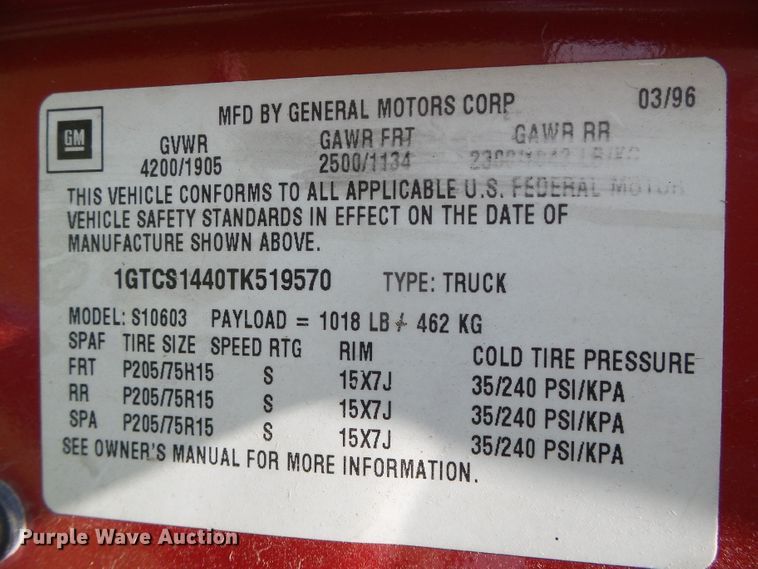 MFD BY GENERAL MOTORS CORP 03/96
GM
GVWR GAWR FRT GAWR RR
4200/1905 2500/1134 LB/KG
THIS VEHICLE CONFORMS TO ALL APPLICABLE U.S. FEDERAL MOTOR
VEHICLE SAFETY STANDARDS IN EFFECT ON THE DATE OF
MANUFACTURE SHOWN ABOVE.
1GTCS1440TK519570 TYPE: TRUCK
MODEL: S10603 PAYLOAD = 1018 LB / 462 KG
SPAF TIRE SIZE SPEED RTG RIM COLD TIRE PRESSURE
FRT P205/75R15 S 15X7J 35/240 PSI/KPA
RR P205/75R15 S 15X7J 35/240 PSI/KPA
SPA P205/75R15 S 15X7J 35/240 PSI/KPA
SEE OWNER'S MANUAL FOR MORE INFORMATION.
Purple Wave Auction